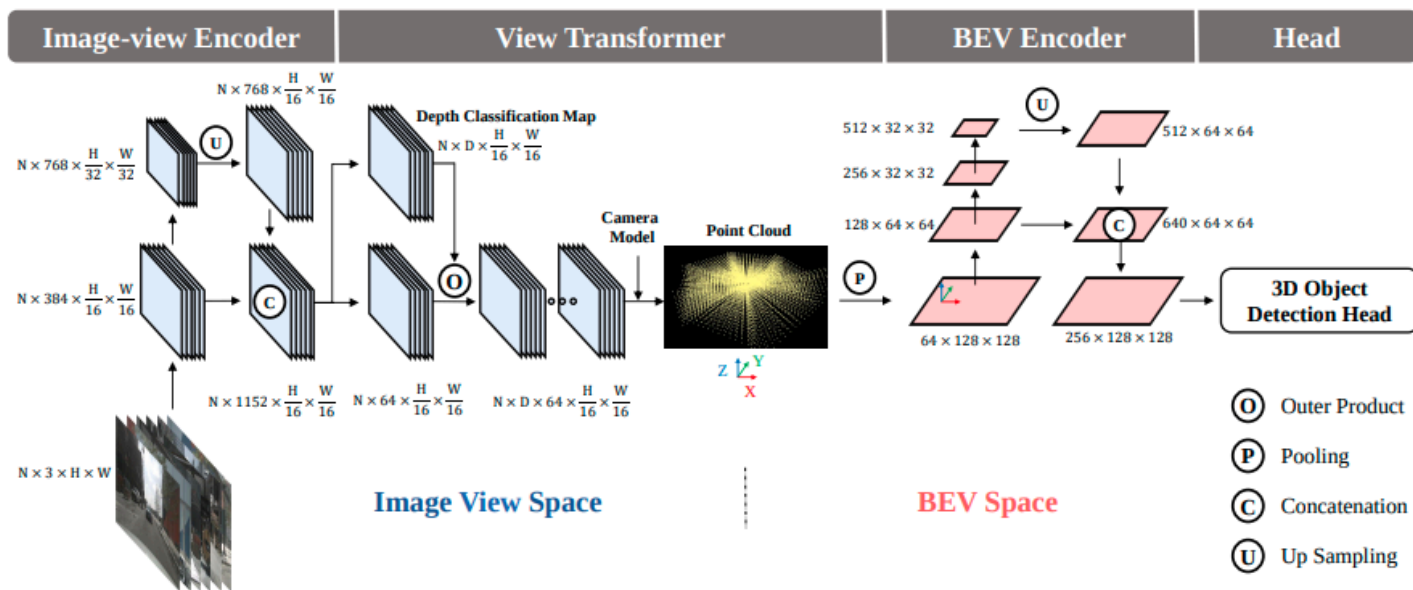 Image-view Encoder
View Transformer
BEV Encoder
Head
N × 768 × H/16 × W/16
U
N × 768 × H/32 × W/32
N × 384 × H/16 × W/16
C
N × 1152 × H/16 × W/16
N × 3 × H × W
Depth Classification Map
N × D × H/16 × W/16
O
N × 64 × H/16 × W/16
N × D × 64 × H/16 × W/16
Camera
Model
Point Cloud
Z
Y
X
P
U
512 × 32 × 32
512 × 64 × 64
256 × 32 × 32
128 × 64 × 64
C
640 × 64 × 64
64 × 128 × 128
256 × 128 × 128
3D Object
Detection Head
O Outer Product
P Pooling
C Concatenation
U Up Sampling
Image View Space
BEV Space